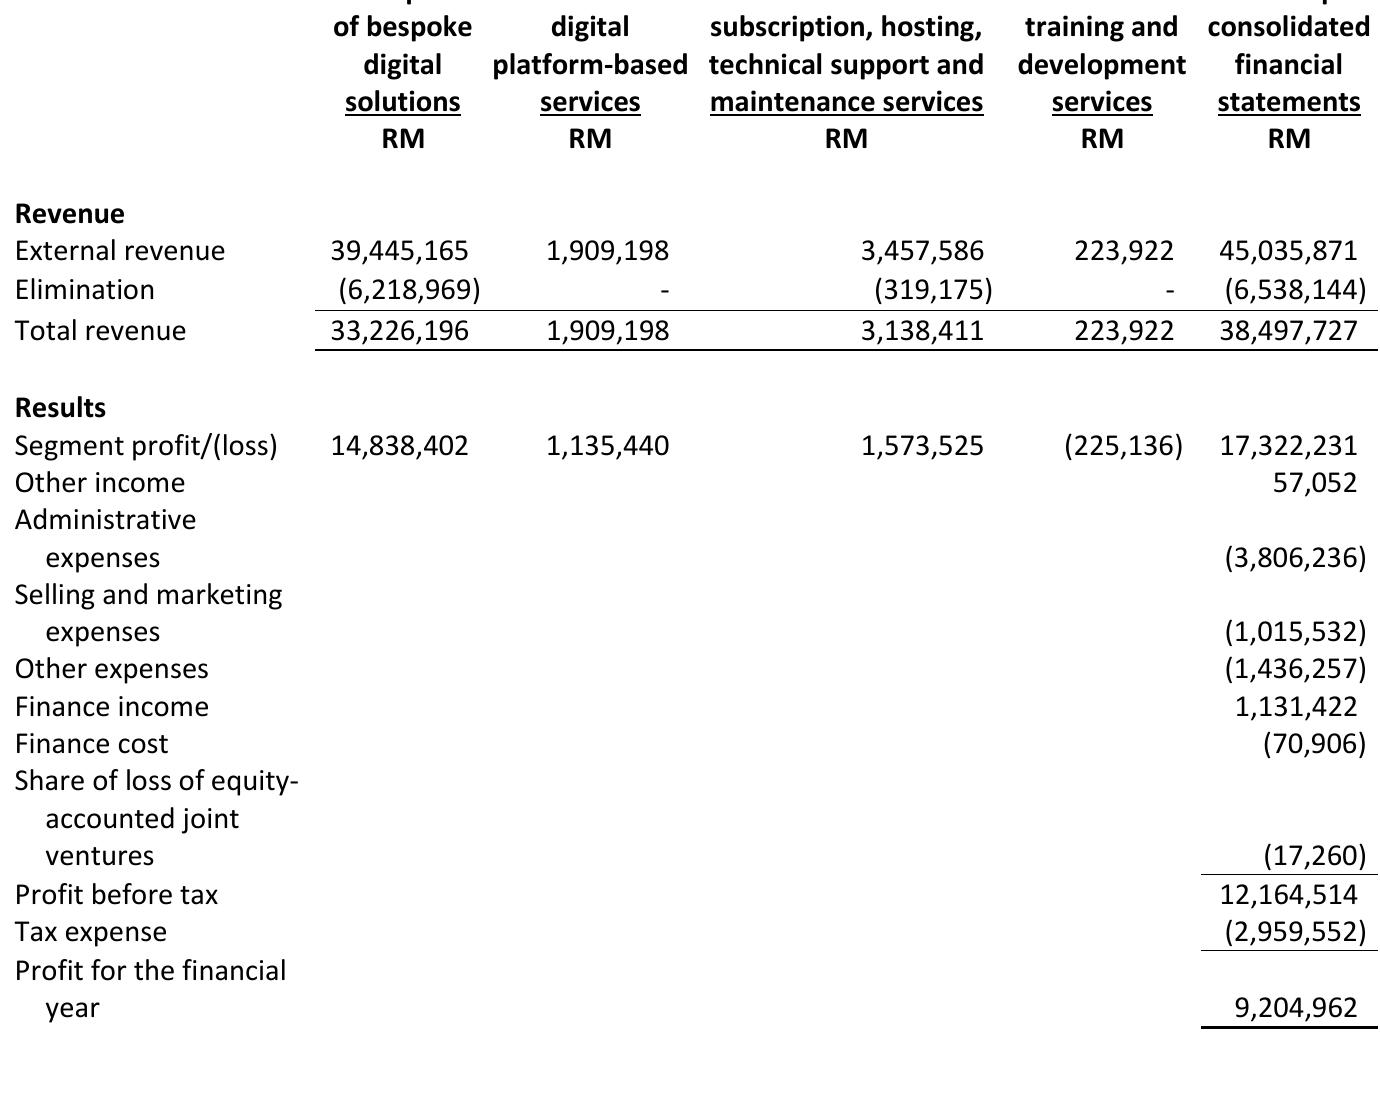 of bespoke digital subscription, hosting, training and consolidated
digital platform-based technical support and development financial
solutions services maintenance services services statements
RM RM RM RM RM
Revenue
External revenue 39,445,165 1,909,198 3,457,586 223,922 45,035,871
Elimination (6,218,969) - (319,175) - (6,538,144)
Total revenue 33,226,196 1,909,198 3,138,411 223,922 38,497,727
Results
Segment profit/(loss) 14,838,402 1,135,440 1,573,525 (225,136) 17,322,231
Other income 57,052
Administrative
expenses (3,806,236)
Selling and marketing
expenses (1,015,532)
Other expenses (1,436,257)
Finance income 1,131,422
Finance cost (70,906)
Share of loss of equity-
accounted joint
ventures (17,260)
Profit before tax 12,164,514
Tax expense (2,959,552)
Profit for the financial
year 9,204,962